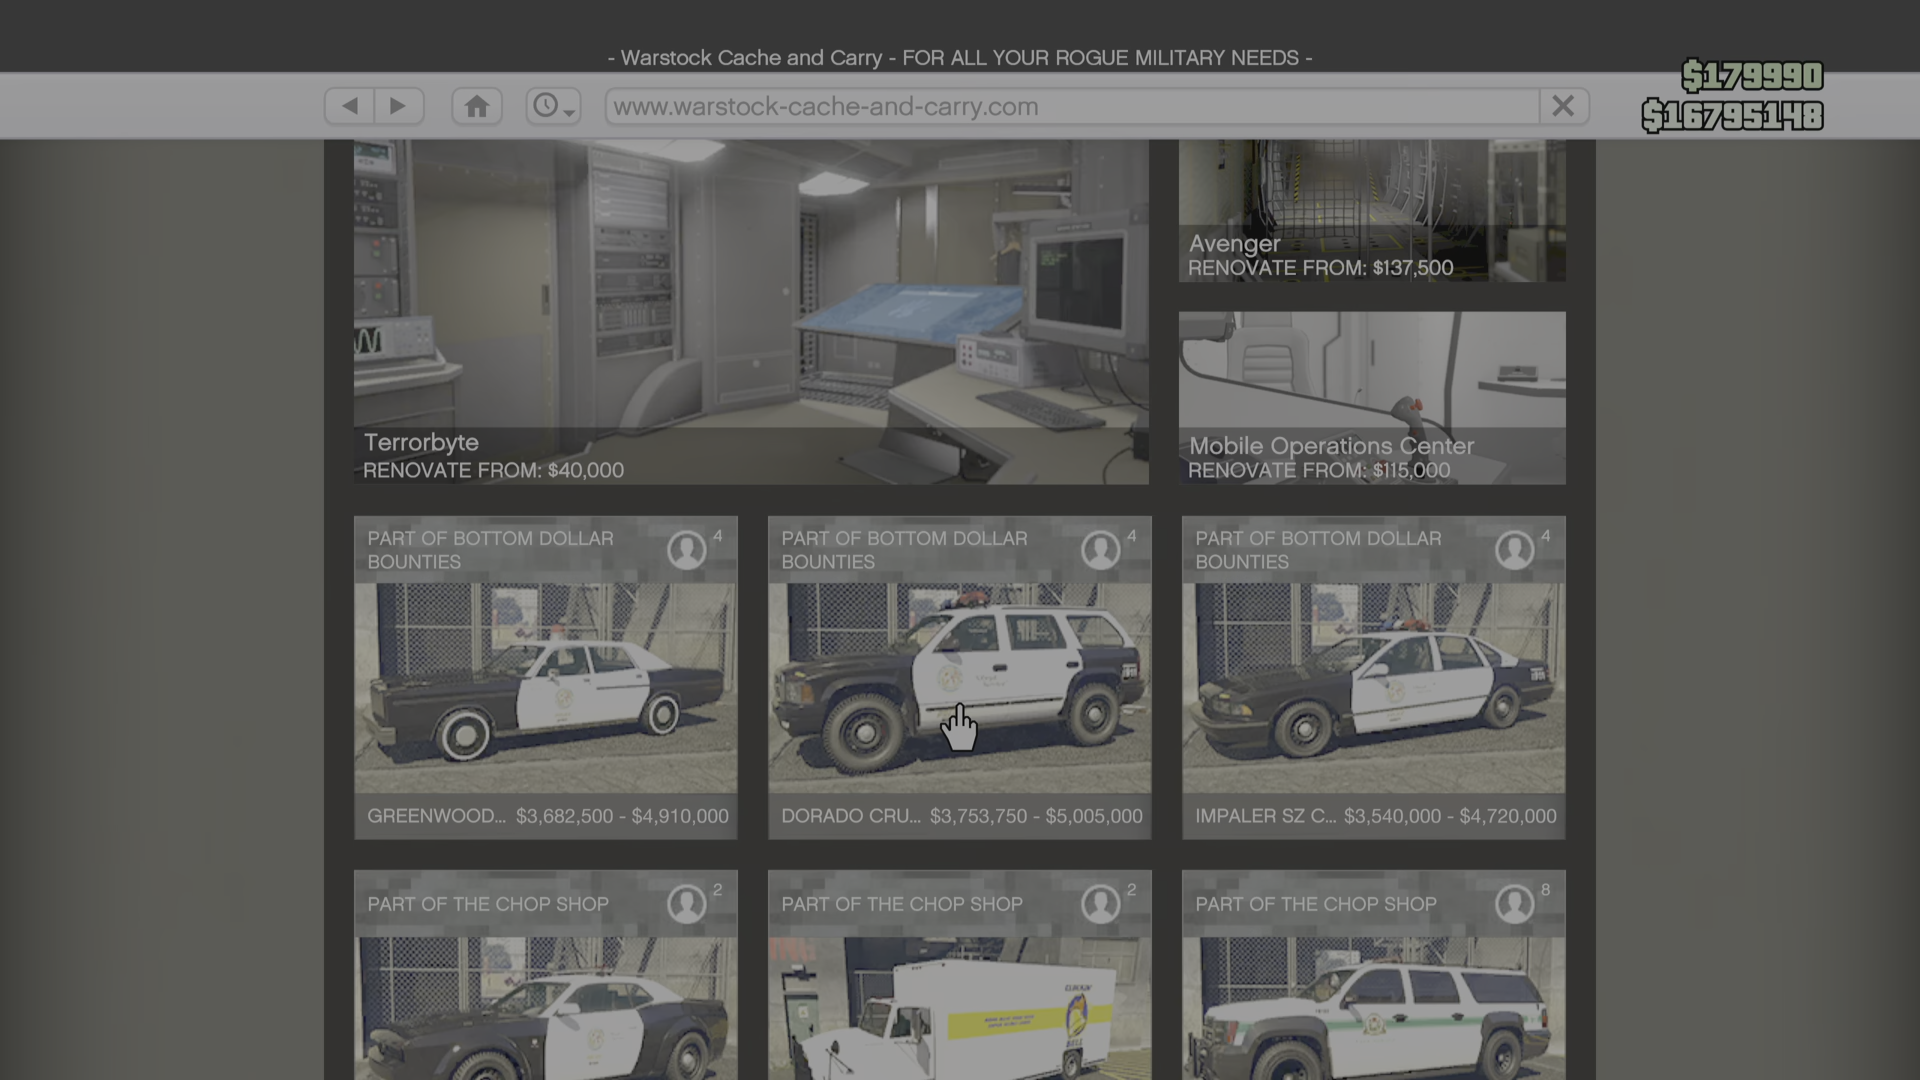 - Warstock Cache and Carry - FOR ALL YOUR ROGUE MILITARY NEEDS -
$179990
www.warstock-cache-and-carry.com
$16795148
Avenger
RENOVATE FROM: $137,500
Terrorbyte
RENOVATE FROM: $40,000
Mobile Operations Center
RENOVATE FROM: $115,000
PART OF BOTTOM DOLLAR
BOUNTIES
4
PART OF BOTTOM DOLLAR
BOUNTIES
4
PART OF BOTTOM DOLLAR
BOUNTIES
4
GREENWOOD... $3,682,500 - $4,910,000
DORADO CRU... $3,753,750 - $5,005,000
IMPALER SZ C... $3,540,000 - $4,720,000
PART OF THE CHOP SHOP
2
PART OF THE CHOP SHOP
2
PART OF THE CHOP SHOP
8
CLUCKIN'
BELL